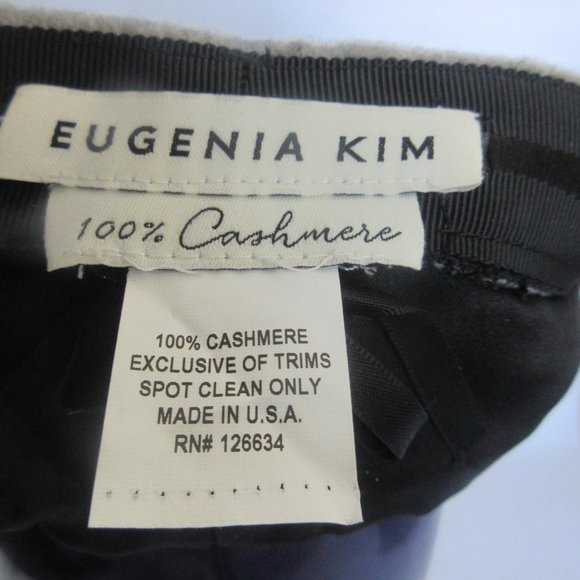 EUGENIA KIM
100% Cashmere
100% CASHMERE
EXCLUSIVE OF TRIMS
SPOT CLEAN ONLY
MADE IN U.S.A.
RN# 126634